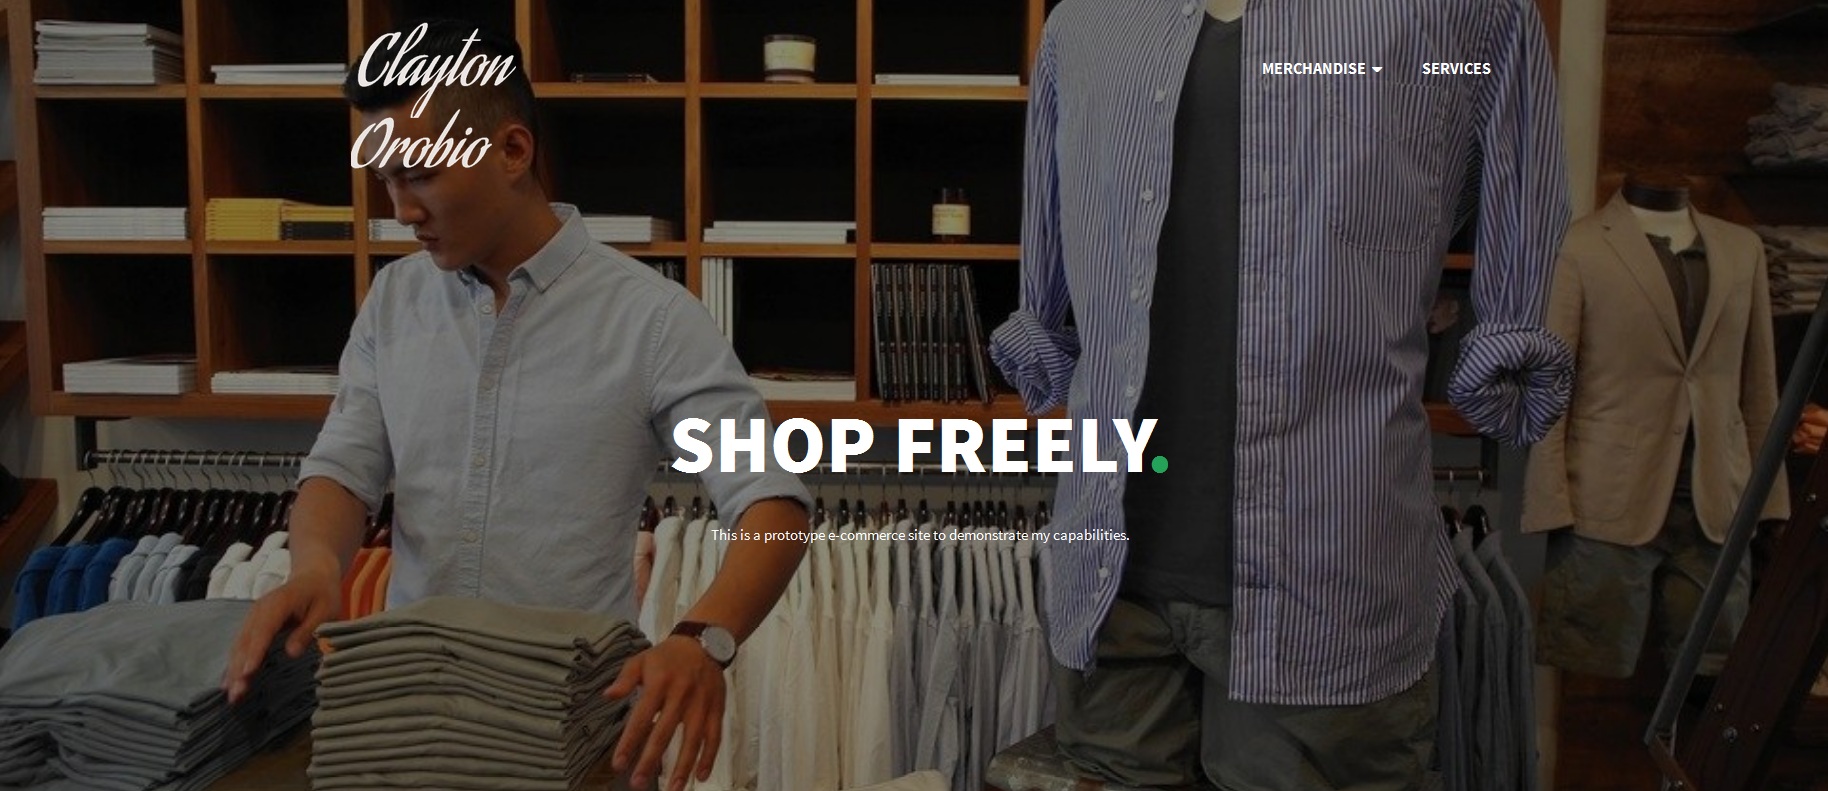 Clayton
Orobio
MERCHANDISE
SERVICES
SHOP FREELY.
This is a prototype e-commerce site to demonstrate my capabilities.